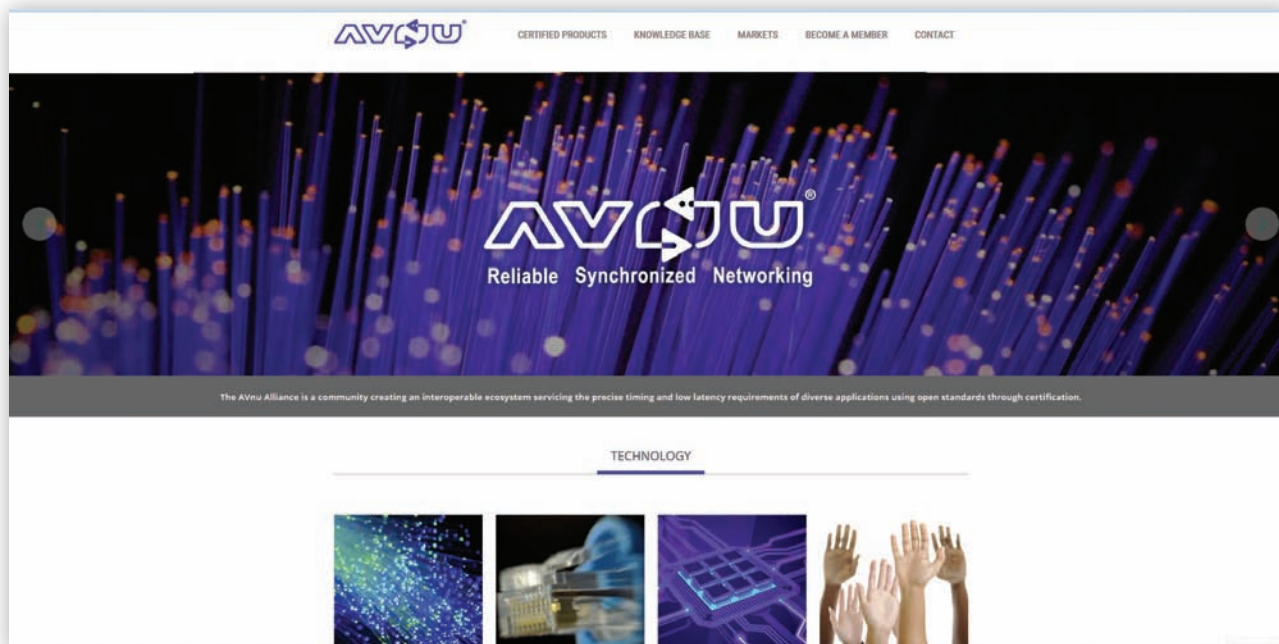 AVNU®
CERTIFIED PRODUCTS KNOWLEDGE BASE MARKETS BECOME A MEMBER CONTACT
AVNU®
Reliable Synchronized Networking
The AVnu Alliance is a community creating an interoperable ecosystem servicing the precise timing and low latency requirements of diverse applications using open standards through certification.
TECHNOLOGY